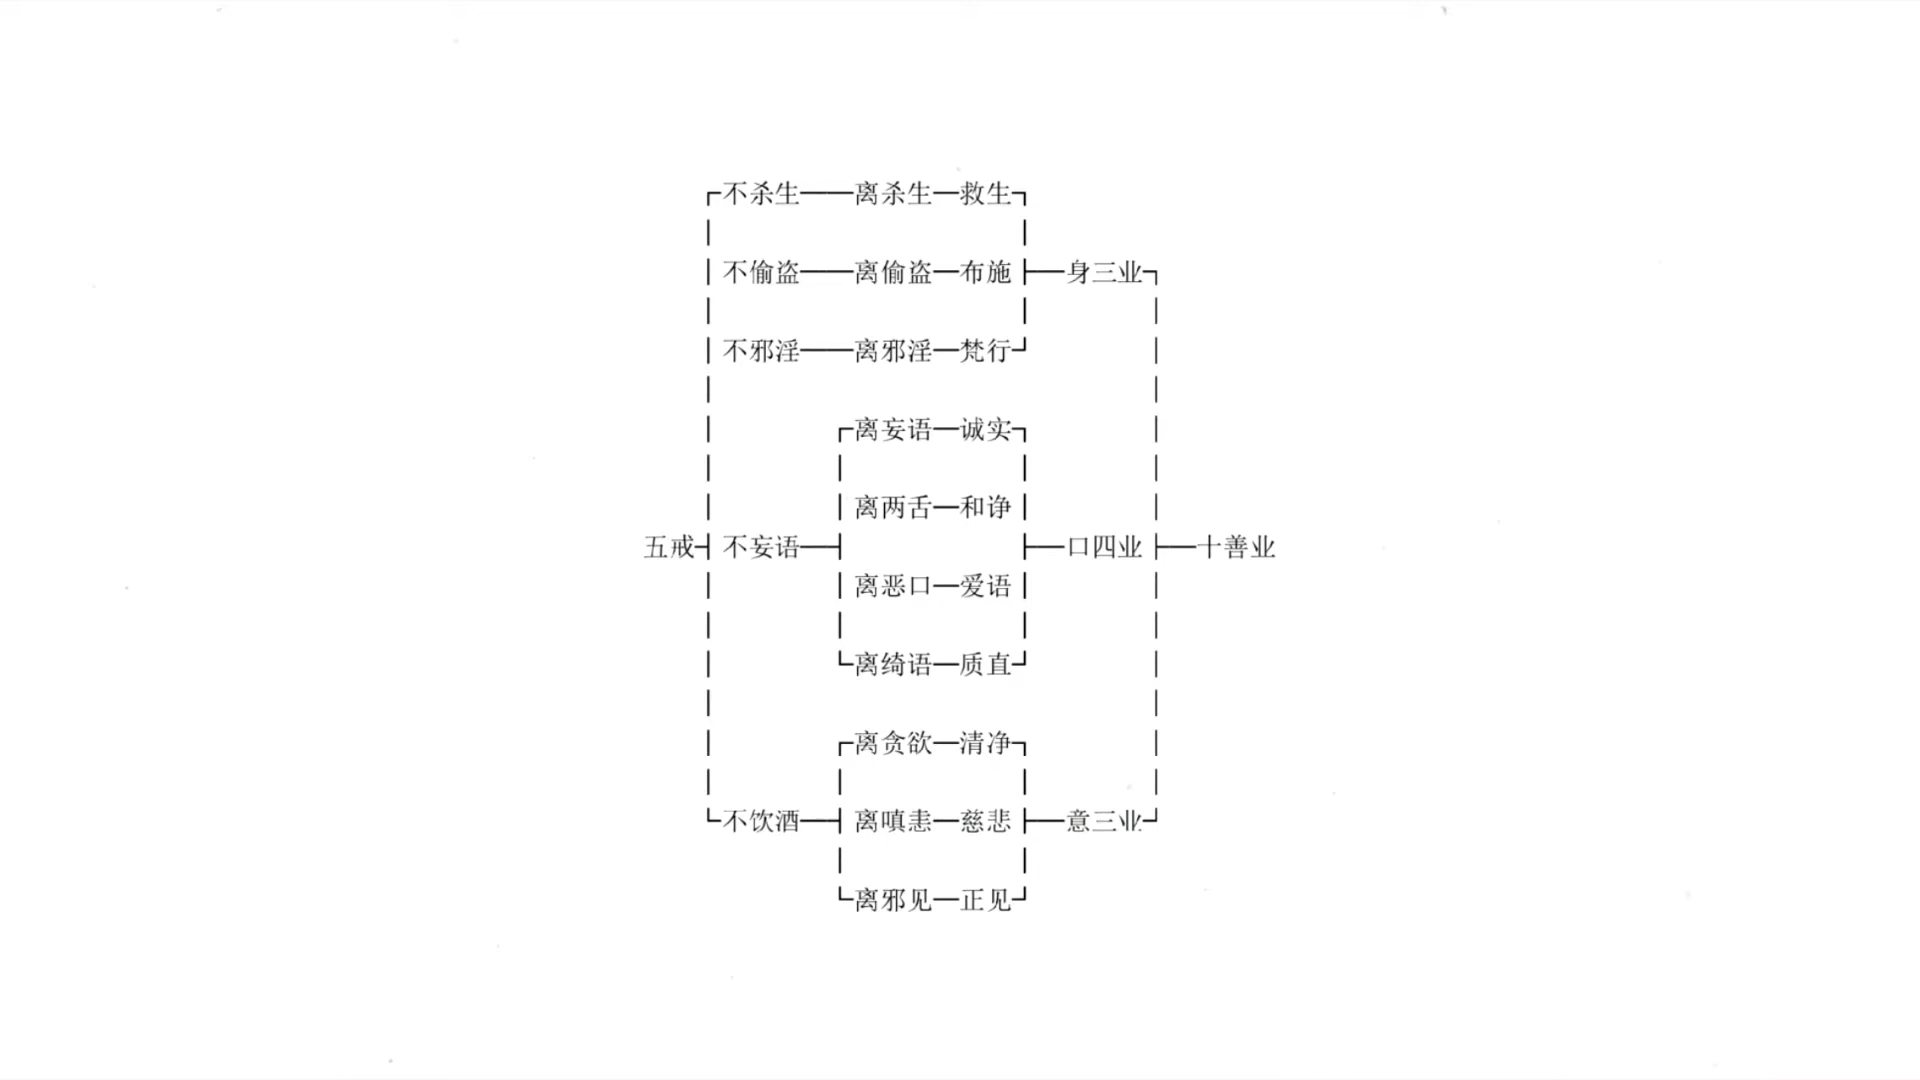 不杀生 离杀生 救生
不偷盗 离偷盗 布施 身三业
不邪淫 离邪淫 梵行
离妄语 诚实
离两舌 和诤
五戒 不妄语 口四业 十善业
离恶口 爱语
离绮语 质直
离贪欲 清净
不饮酒 离嗔恚 慈悲 意三业
离邪见 正见